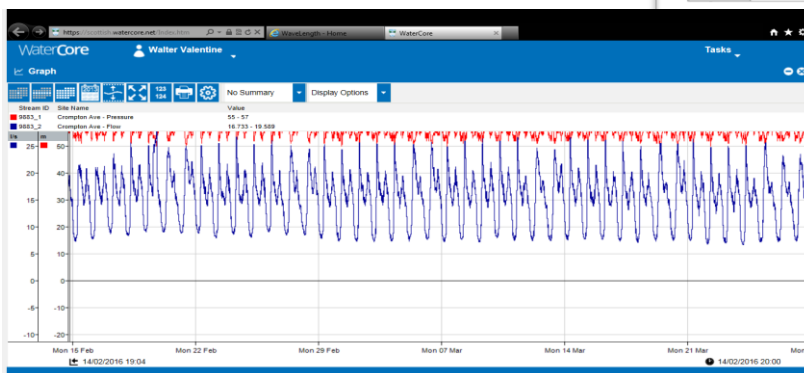 https://scottish-watercore.net/Index.htm
WaveLength - Home
WaterCore
WaterCore
Walter Valentine
Tasks
Graph
123
134
No Summary
Display Options
Stream ID Site Name Value
9883_1 Crompton Ave - Pressure 55 - 57
9883_2 Crompton Ave - Flow 16.733 - 19.589
l/s m
25 50
20 40
15 30
10 20
5 10
0 0
-5 -10
-10 -20
Mon 15 Feb Mon 22 Feb Mon 29 Feb Mon 07 Mar Mon 14 Mar Mon 21 Mar Mon
14/02/2016 19:04 14/02/2016 20:00